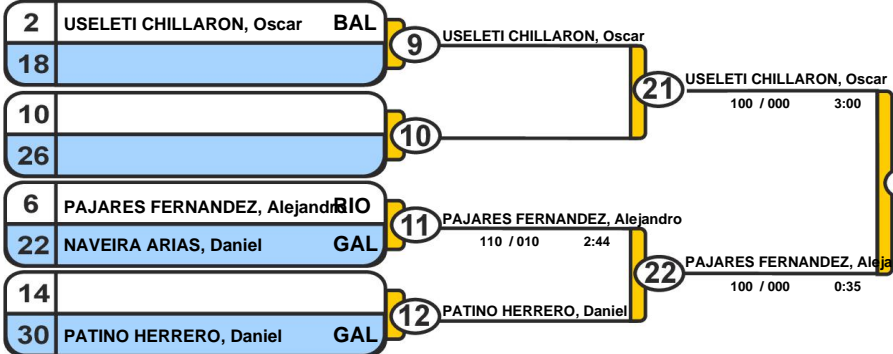 2 USELETI CHILLARON, Oscar BAL
18
9
USELETI CHILLARON, Oscar
21
USELETI CHILLARON, Oscar
100 / 000 3:00
10
26
10
6 PAJARES FERNANDEZ, Alejandro RIO
22 NAVEIRA ARIAS, Daniel GAL
11
PAJARES FERNANDEZ, Alejandro
110 / 010 2:44
22
PAJARES FERNANDEZ, Aleja
100 / 000 0:35
14
30 PATINO HERRERO, Daniel GAL
12
PATINO HERRERO, Daniel